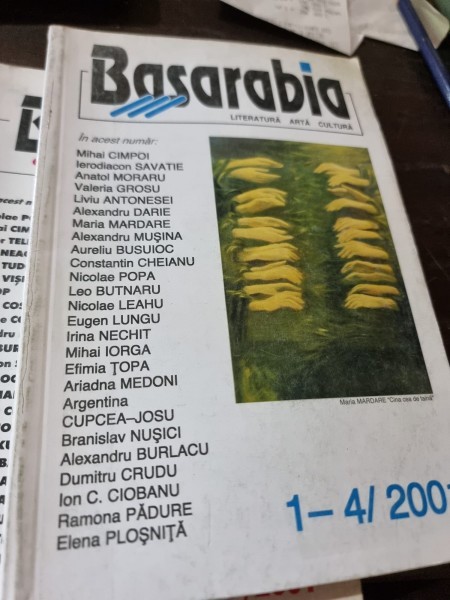 Basarabia
LITERATURĂ ARTĂ CULTURĂ
În acest număr:
Mihai CIMPOI
Ierodiacon SAVATIE
Anatol MORARU
Valeria GROSU
Liviu ANTONESEI
Alexandru DARIE
Maria MARDARE
Alexandru MUŞINA
Aureliu BUSUIOC
Constantin CHEIANU
Nicolae POPA
Leo BUTNARU
Nicolae LEAHU
Eugen LUNGU
Irina NECHIT
Mihai IORGA
Efimia ŢOPA
Ariadna MEDONI
Argentina
CUPCEA–JOSU
Branislav NUŞICI
Alexandru BURLACU
Dumitru CRUDU
Ion C. CIOBANU
Ramona PĂDURE
Elena PLOŞNIŢĂ
Maria MARDARE "Cina cea de taină"
1– 4/ 2001